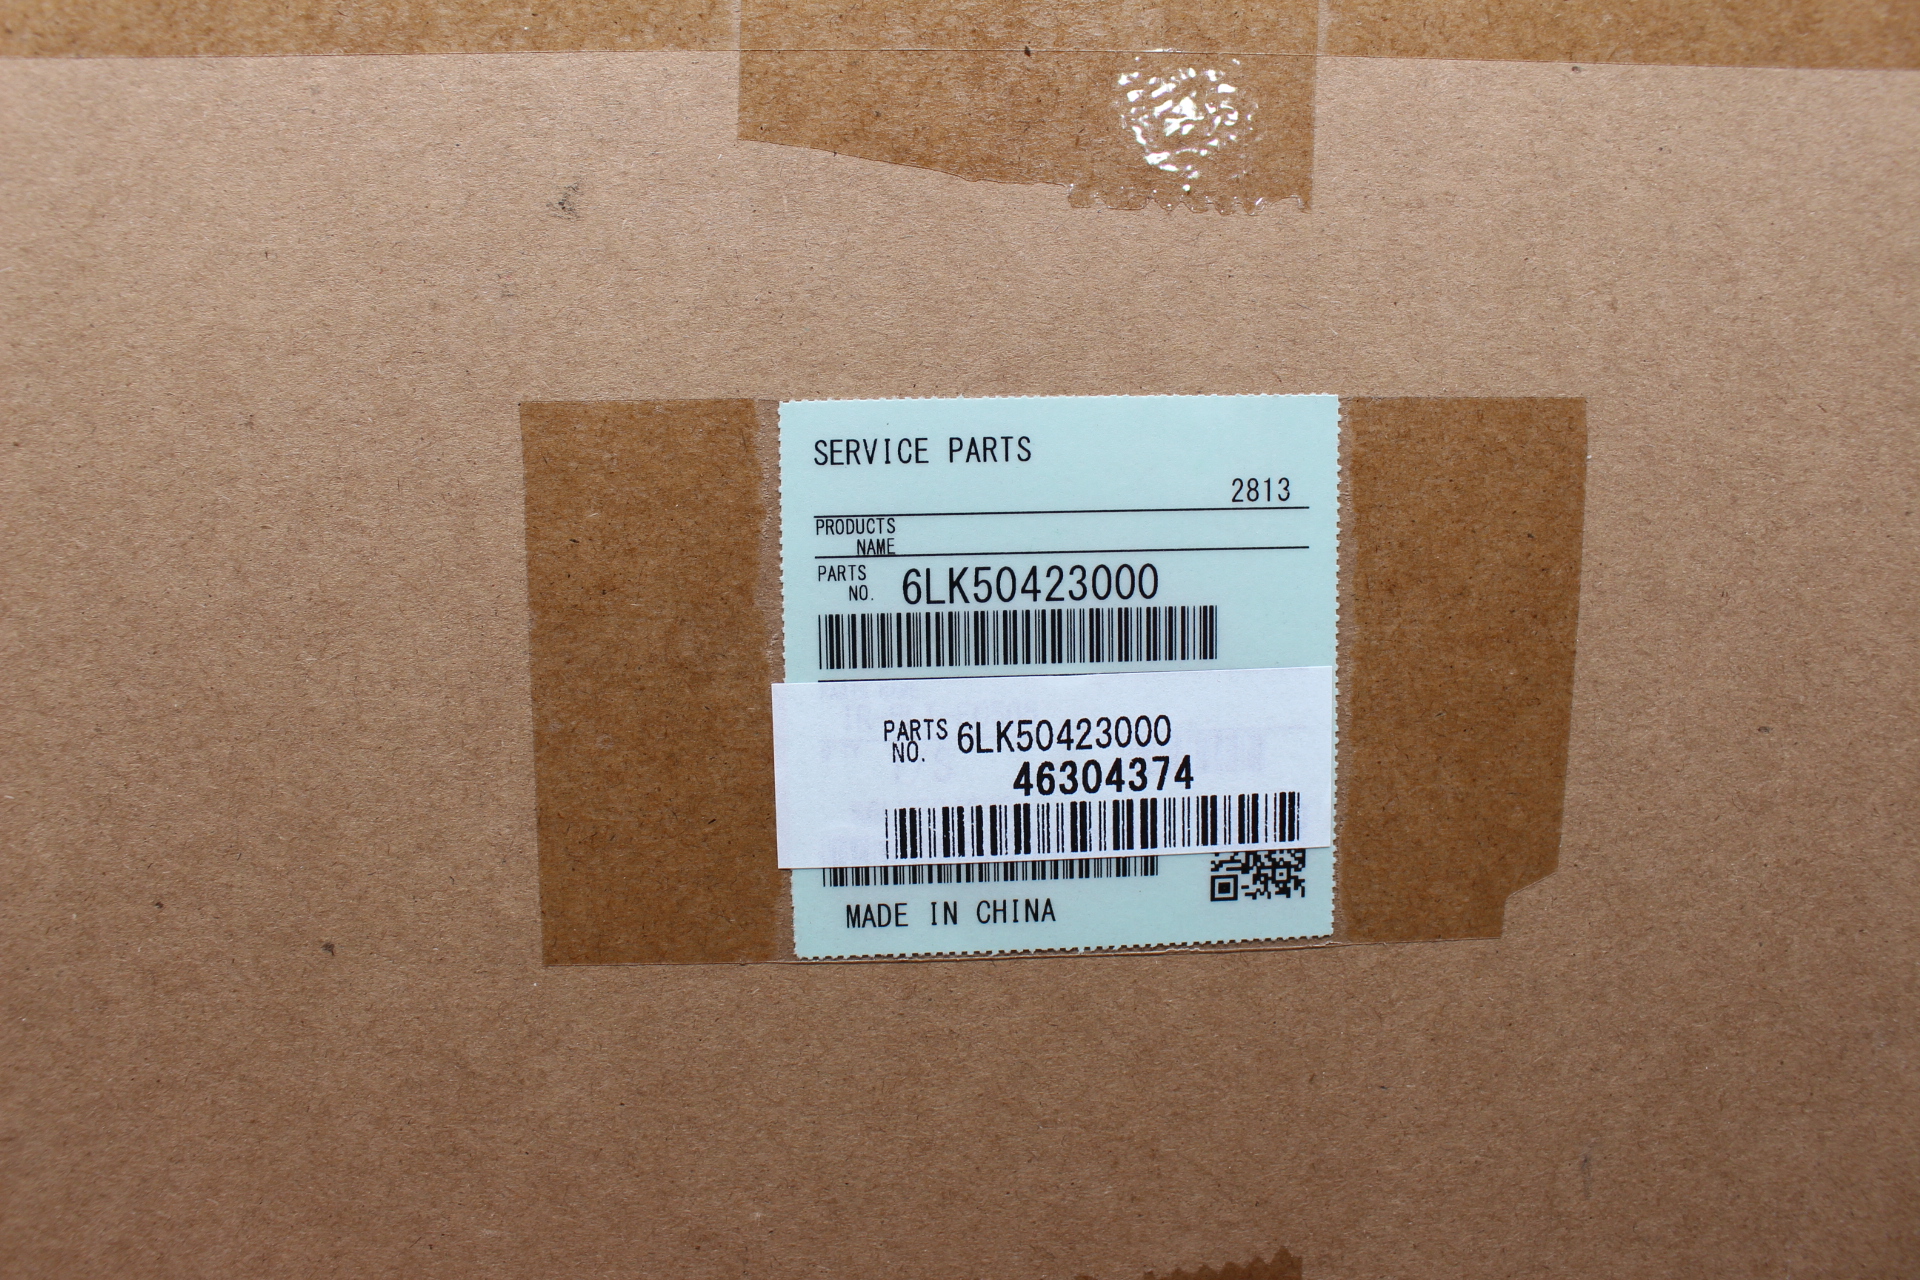 SERVICE PARTS
2813
PRODUCTS
NAME
PARTS
NO. 6LK50423000
PARTS
NO. 6LK50423000
46304374
MADE IN CHINA